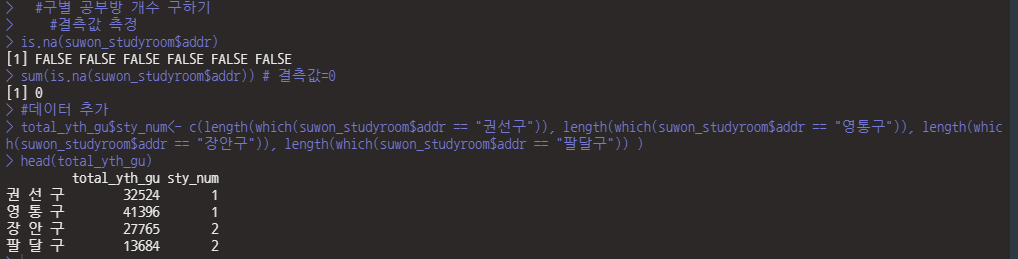 >   #구별 공부방 개수 구하기
>     #결측값 측정
> is.na(suwon_studyroom$addr)
[1] FALSE FALSE FALSE FALSE FALSE FALSE
> sum(is.na(suwon_studyroom$addr)) # 결측값=0
[1] 0
> #데이터 추가
> total_yth_gu$sty_num<- c(length(which(suwon_studyroom$addr == "권선구")), length(which(suwon_studyroom$addr == "영통구")), length(whic
h(suwon_studyroom$addr == "장안구")), length(which(suwon_studyroom$addr == "팔달구")) )
> head(total_yth_gu)
total_yth_gu sty_num
권 선 구 32524 1
영 통 구 41396 1
장 안 구 27765 2
팔 달 구 13684 2
>